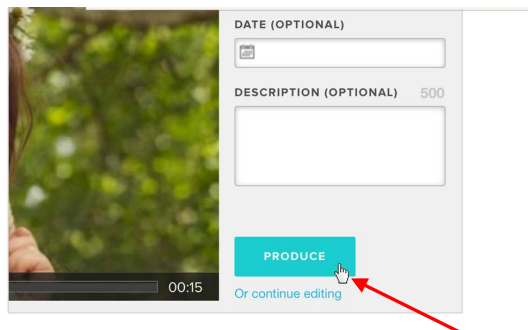 DATE (OPTIONAL)
DESCRIPTION (OPTIONAL) 500
PRODUCE
00:15
Or continue editing